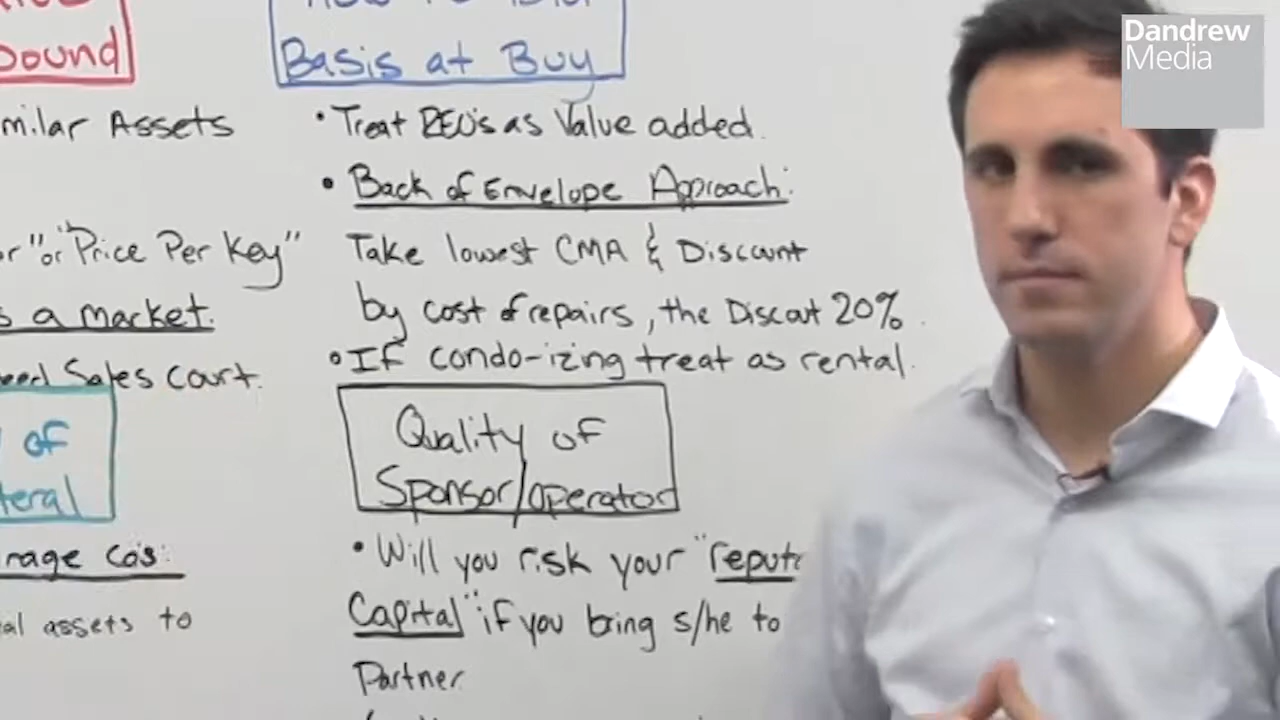 Dandrew
Media
ound
Basis at Buy
milar Assets
• Treat REO's as Value added.
• Back of Envelope Approach:
or "or "Price Per Key"
Take lowest CMA & Discount
s a market.
by cost of repairs, the Discout 20%.
• If condo-izing treat as rental.
eed Sales Court.
of
teral
Quality of
Sponsor/operator
rage cos:
• Will you risk your "reput
al assets to
Capital" if you bring s/he to
Partner